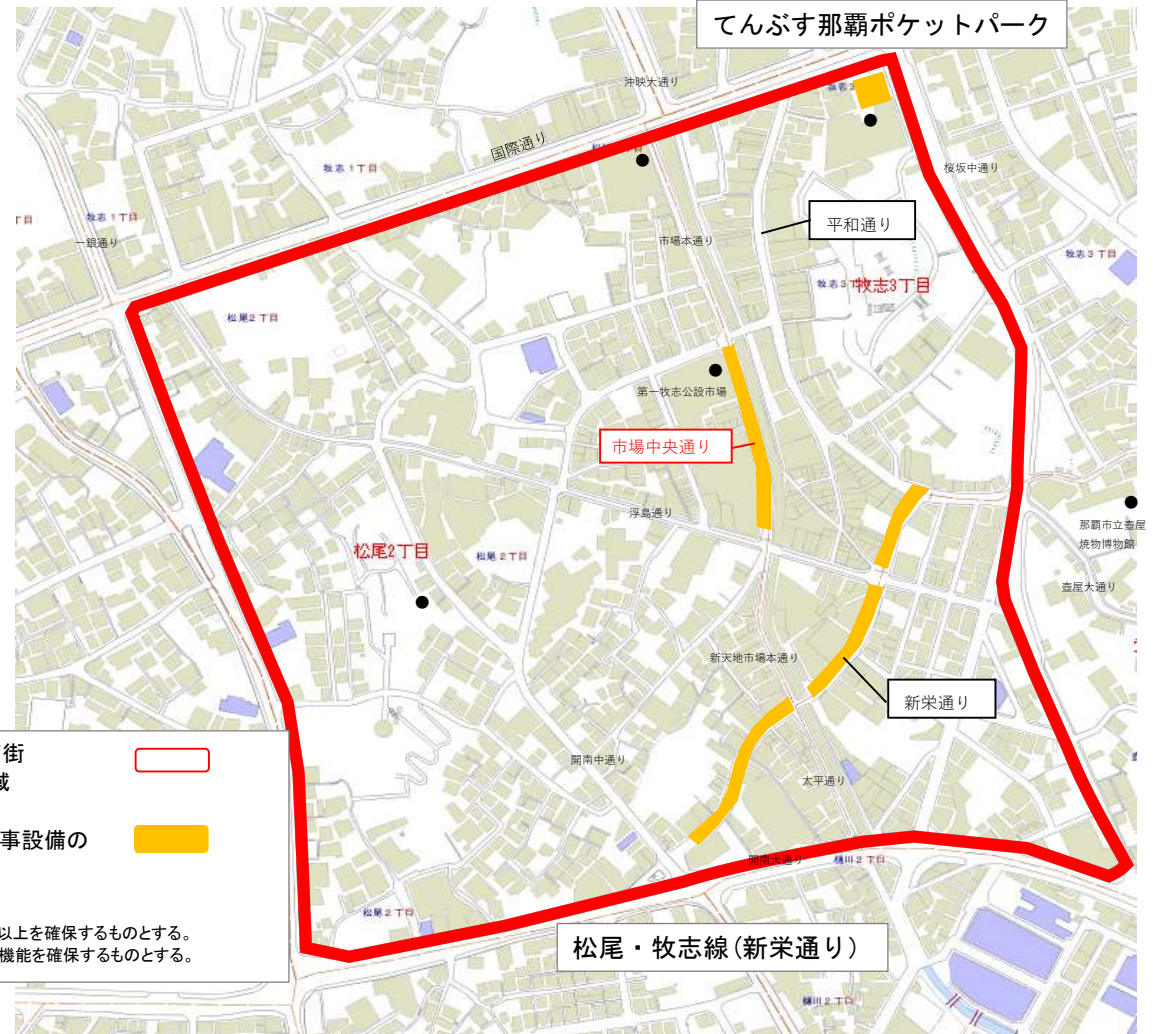 てんぶす那覇ポケットパーク
沖映大通り
国際通り
牧志1丁目
桜坂中通り
牧志1丁目
一銀通り
丁目
市場本通り
平和通り
牧志3丁目
牧志3丁目
松尾2丁目
第一牧志公設市場
市場中央通り
浮島通り
那覇市立壺屋
焼物博物館
松尾2丁目
松尾2丁目
壺屋大通り
新天地市場本通り
新栄通り
開南中通り
太平通り
街
域
事設備の
以上を確保するものとする。
機能を確保するものとする。
開南大通り
樋川2丁目
松尾2丁目
松尾・牧志線(新栄通り)
樋川2丁目